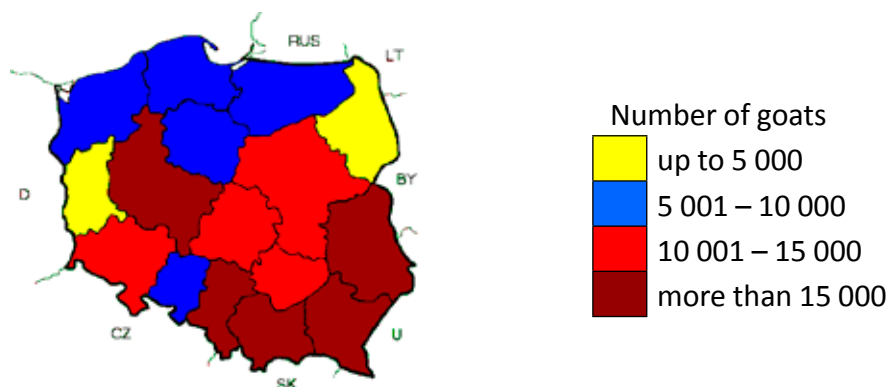 RUS
LT
Number of goats
up to 5 000
D
BY
5 001 – 10 000
10 001 – 15 000
more than 15 000
CZ
U
SK